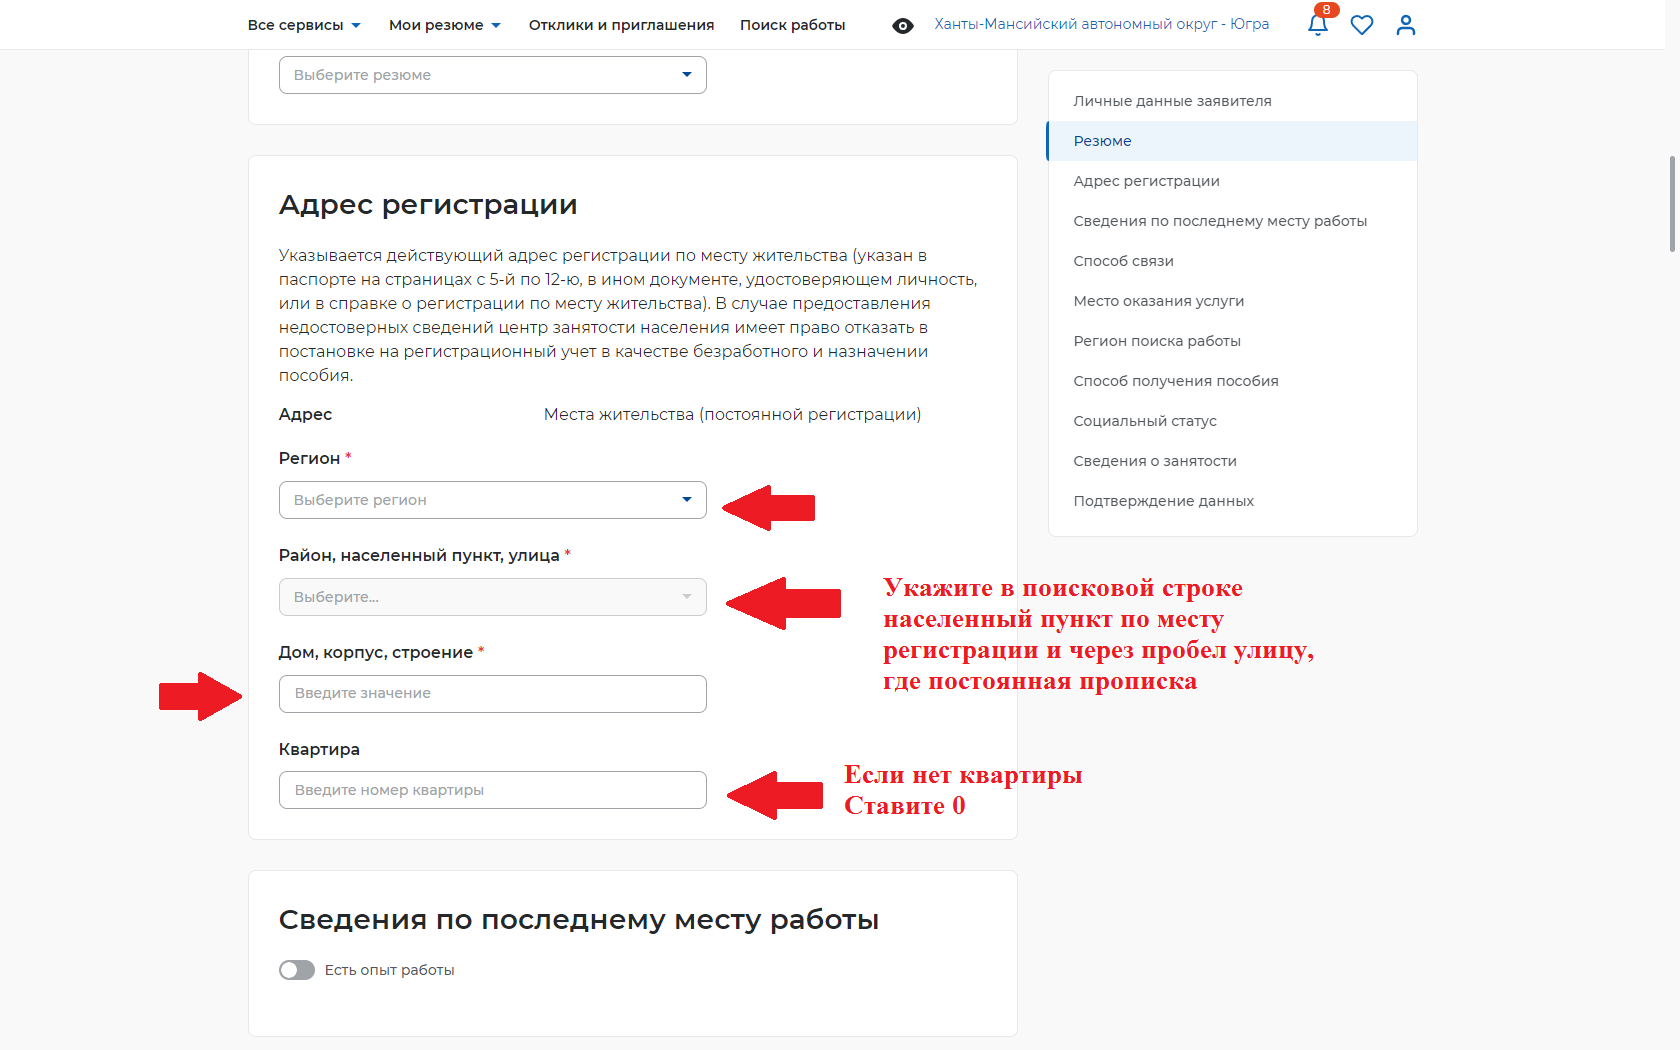 Все сервисы
Мои резюме
Отклики и приглашения
Поиск работы
Ханты-Мансийский автономный округ - Югра
8
Выберите резюме
Адрес регистрации
Указывается действующий адрес регистрации по месту жительства (указан в
паспорте на страницах с 5-й по 12-ю, в ином документе, удостоверяющем личность,
или в справке о регистрации по месту жительства). В случае предоставления
недостоверных сведений центр занятости населения имеет право отказать в
постановке на регистрационный учет в качестве безработного и назначении
пособия.
Адрес
Места жительства (постоянной регистрации)
Регион *
Выберите регион
Район, населенный пункт, улица *
Выберите...
Укажите в поисковой строке
населенный пункт по месту
регистрации и через пробел улицу,
где постоянная прописка
Дом, корпус, строение *
Введите значение
Квартира
Введите номер квартиры
Если нет квартиры
Ставите 0
Сведения по последнему месту работы
Есть опыт работы
Личные данные заявителя
Резюме
Адрес регистрации
Сведения по последнему месту работы
Способ связи
Место оказания услуги
Регион поиска работы
Способ получения пособия
Социальный статус
Сведения о занятости
Подтверждение данных